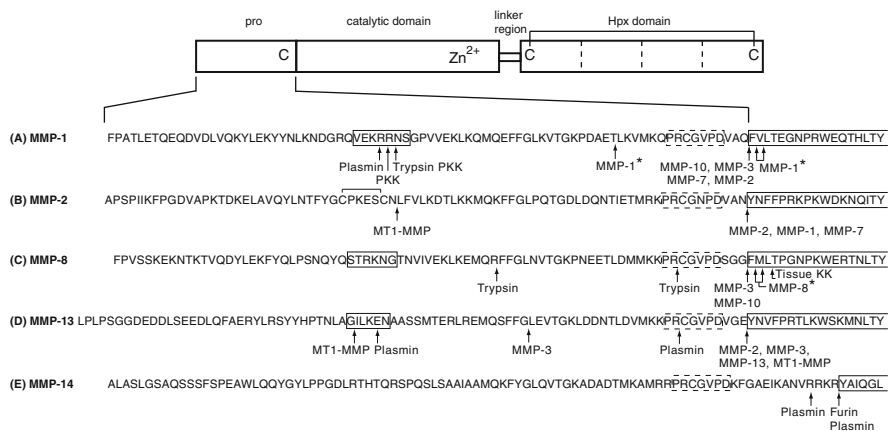 pro catalytic domain linker region Hpx domain
C Zn2+ C C
(A) MMP-1 FPATLETQEQDVDLVQKYLEKYYNLKNDGRQVEKRRNSGPVVEKLKQMQEFFGLKVTGKPDAETLKVMKQPRCGVPDVAQFVLTEGNPRWEQTHLTY
Plasmin Trypsin PKK MMP-1* MMP-10, MMP-3 MMP-1*
PKK MMP-7, MMP-2
(B) MMP-2 APSPIIKFPGDVAPKTDKELAVQYLNTFYGCPKESCNLFVLKDTLKKMQKFFGLPQTGDLDQNTIETMRKPRCGNPDVANYNFFPRKPKWDKNQITY
MT1-MMP MMP-2, MMP-1, MMP-7
(C) MMP-8 FPVSSKEKNTKTVQDYLEKFYQLPSNQYQSTRKNGTNVIVEKLKEMQRFFGLNVTGKPNEETLDMMKKPRCGVPDSGGFMLTPGNPKWERTNLTY
Tissue KK
Trypsin Trypsin MMP-3 MMP-8*
MMP-10
(D) MMP-13 LPLPSGGDEDDLSEEDLQFAERYLRSYYHPTNLAGILKENAASSMTERLREMQSFFGLEVTGKLDDNTLDVMKKPRCGVPDVGEYNVFPRTLKWSKMNLTY
MT1-MMP Plasmin MMP-3 Plasmin MMP-2, MMP-3,
MMP-13, MT1-MMP
(E) MMP-14 ALASLGSAQSSSFSPEAWLQQYGYLPPGDLRTHTQRSPQSLSAAIAAMQKFYGLQVTGKADADTMKAMRRPRCGVPDKFGAEIKANVRRKRYAIQGL
Plasmin Furin
Plasmin